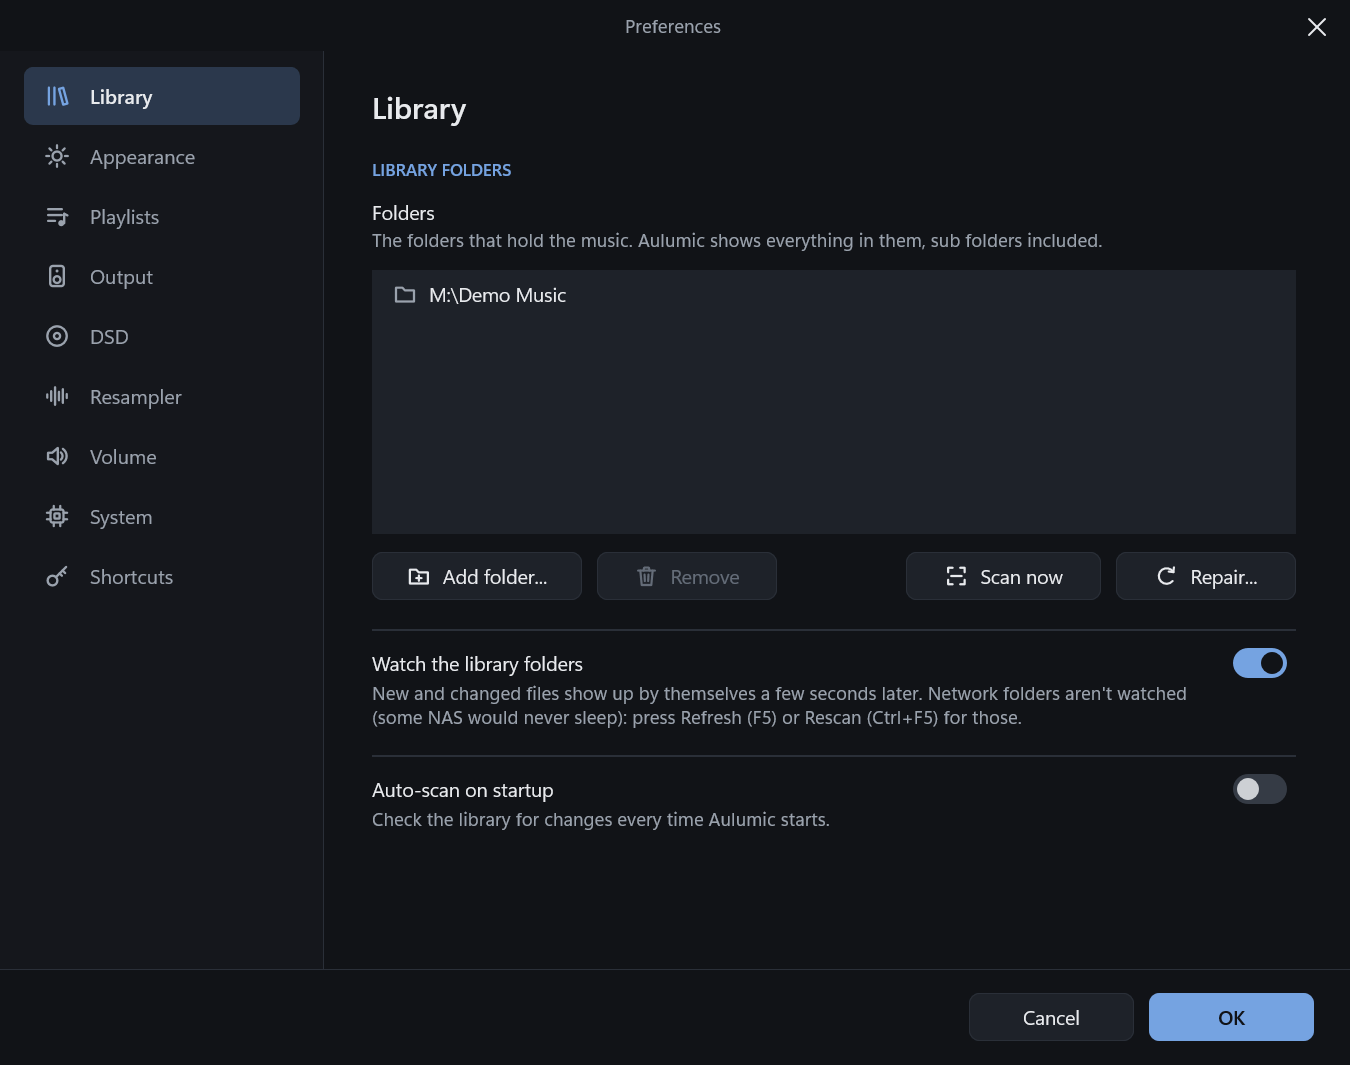 Preferences
Library
Appearance
Playlists
Output
DSD
Resampler
Volume
System
Shortcuts
Library
LIBRARY FOLDERS
Folders
The folders that hold the music. Aulumic shows everything in them, sub folders included.
M:\Demo Music
Add folder...
Remove
Scan now
Repair...
Watch the library folders
New and changed files show up by themselves a few seconds later. Network folders aren't watched
(some NAS would never sleep): press Refresh (F5) or Rescan (Ctrl+F5) for those.
Auto-scan on startup
Check the library for changes every time Aulumic starts.
Cancel
OK